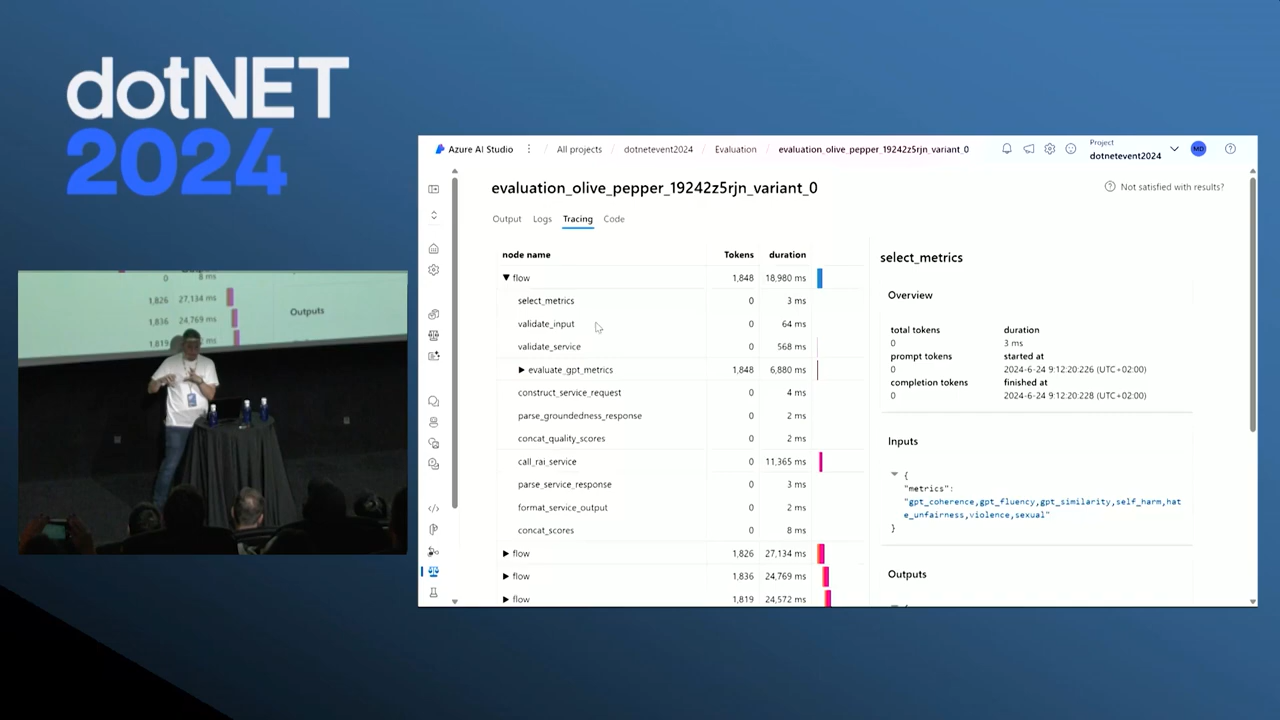 dotNET
2024
0 8 ms
1,826 27,134 ms
1,836 24,769 ms
1,819
Outputs
Azure AI Studio / All projects / dotnetevent2024 / Evaluation / evaluation_olive_pepper_19242z5rjn_variant_0
Project
dotnetevent2024
MD
evaluation_olive_pepper_19242z5rjn_variant_0
Not satisfied with results?
Output Logs Tracing Code
node name Tokens duration
flow 1,848 18,980 ms
select_metrics 0 3 ms
validate_input 0 64 ms
validate_service 0 568 ms
evaluate_gpt_metrics 1,848 6,880 ms
construct_service_request 0 4 ms
parse_groundedness_response 0 2 ms
concat_quality_scores 0 2 ms
call_rai_service 0 11,365 ms
parse_service_response 0 3 ms
format_service_output 0 2 ms
concat_scores 0 8 ms
flow 1,826 27,134 ms
flow 1,836 24,769 ms
flow 1,819 24,572 ms
select_metrics
Overview
total tokens duration
0 3 ms
prompt tokens started at
0 2024-6-24 9:12:20:226 (UTC+02:00)
completion tokens finished at
0 2024-6-24 9:12:20:228 (UTC+02:00)
Inputs
{
"metrics":
"gpt_coherence,gpt_fluency,gpt_similarity,self_harm,hat
e_unfairness,violence,sexual"
}
Outputs